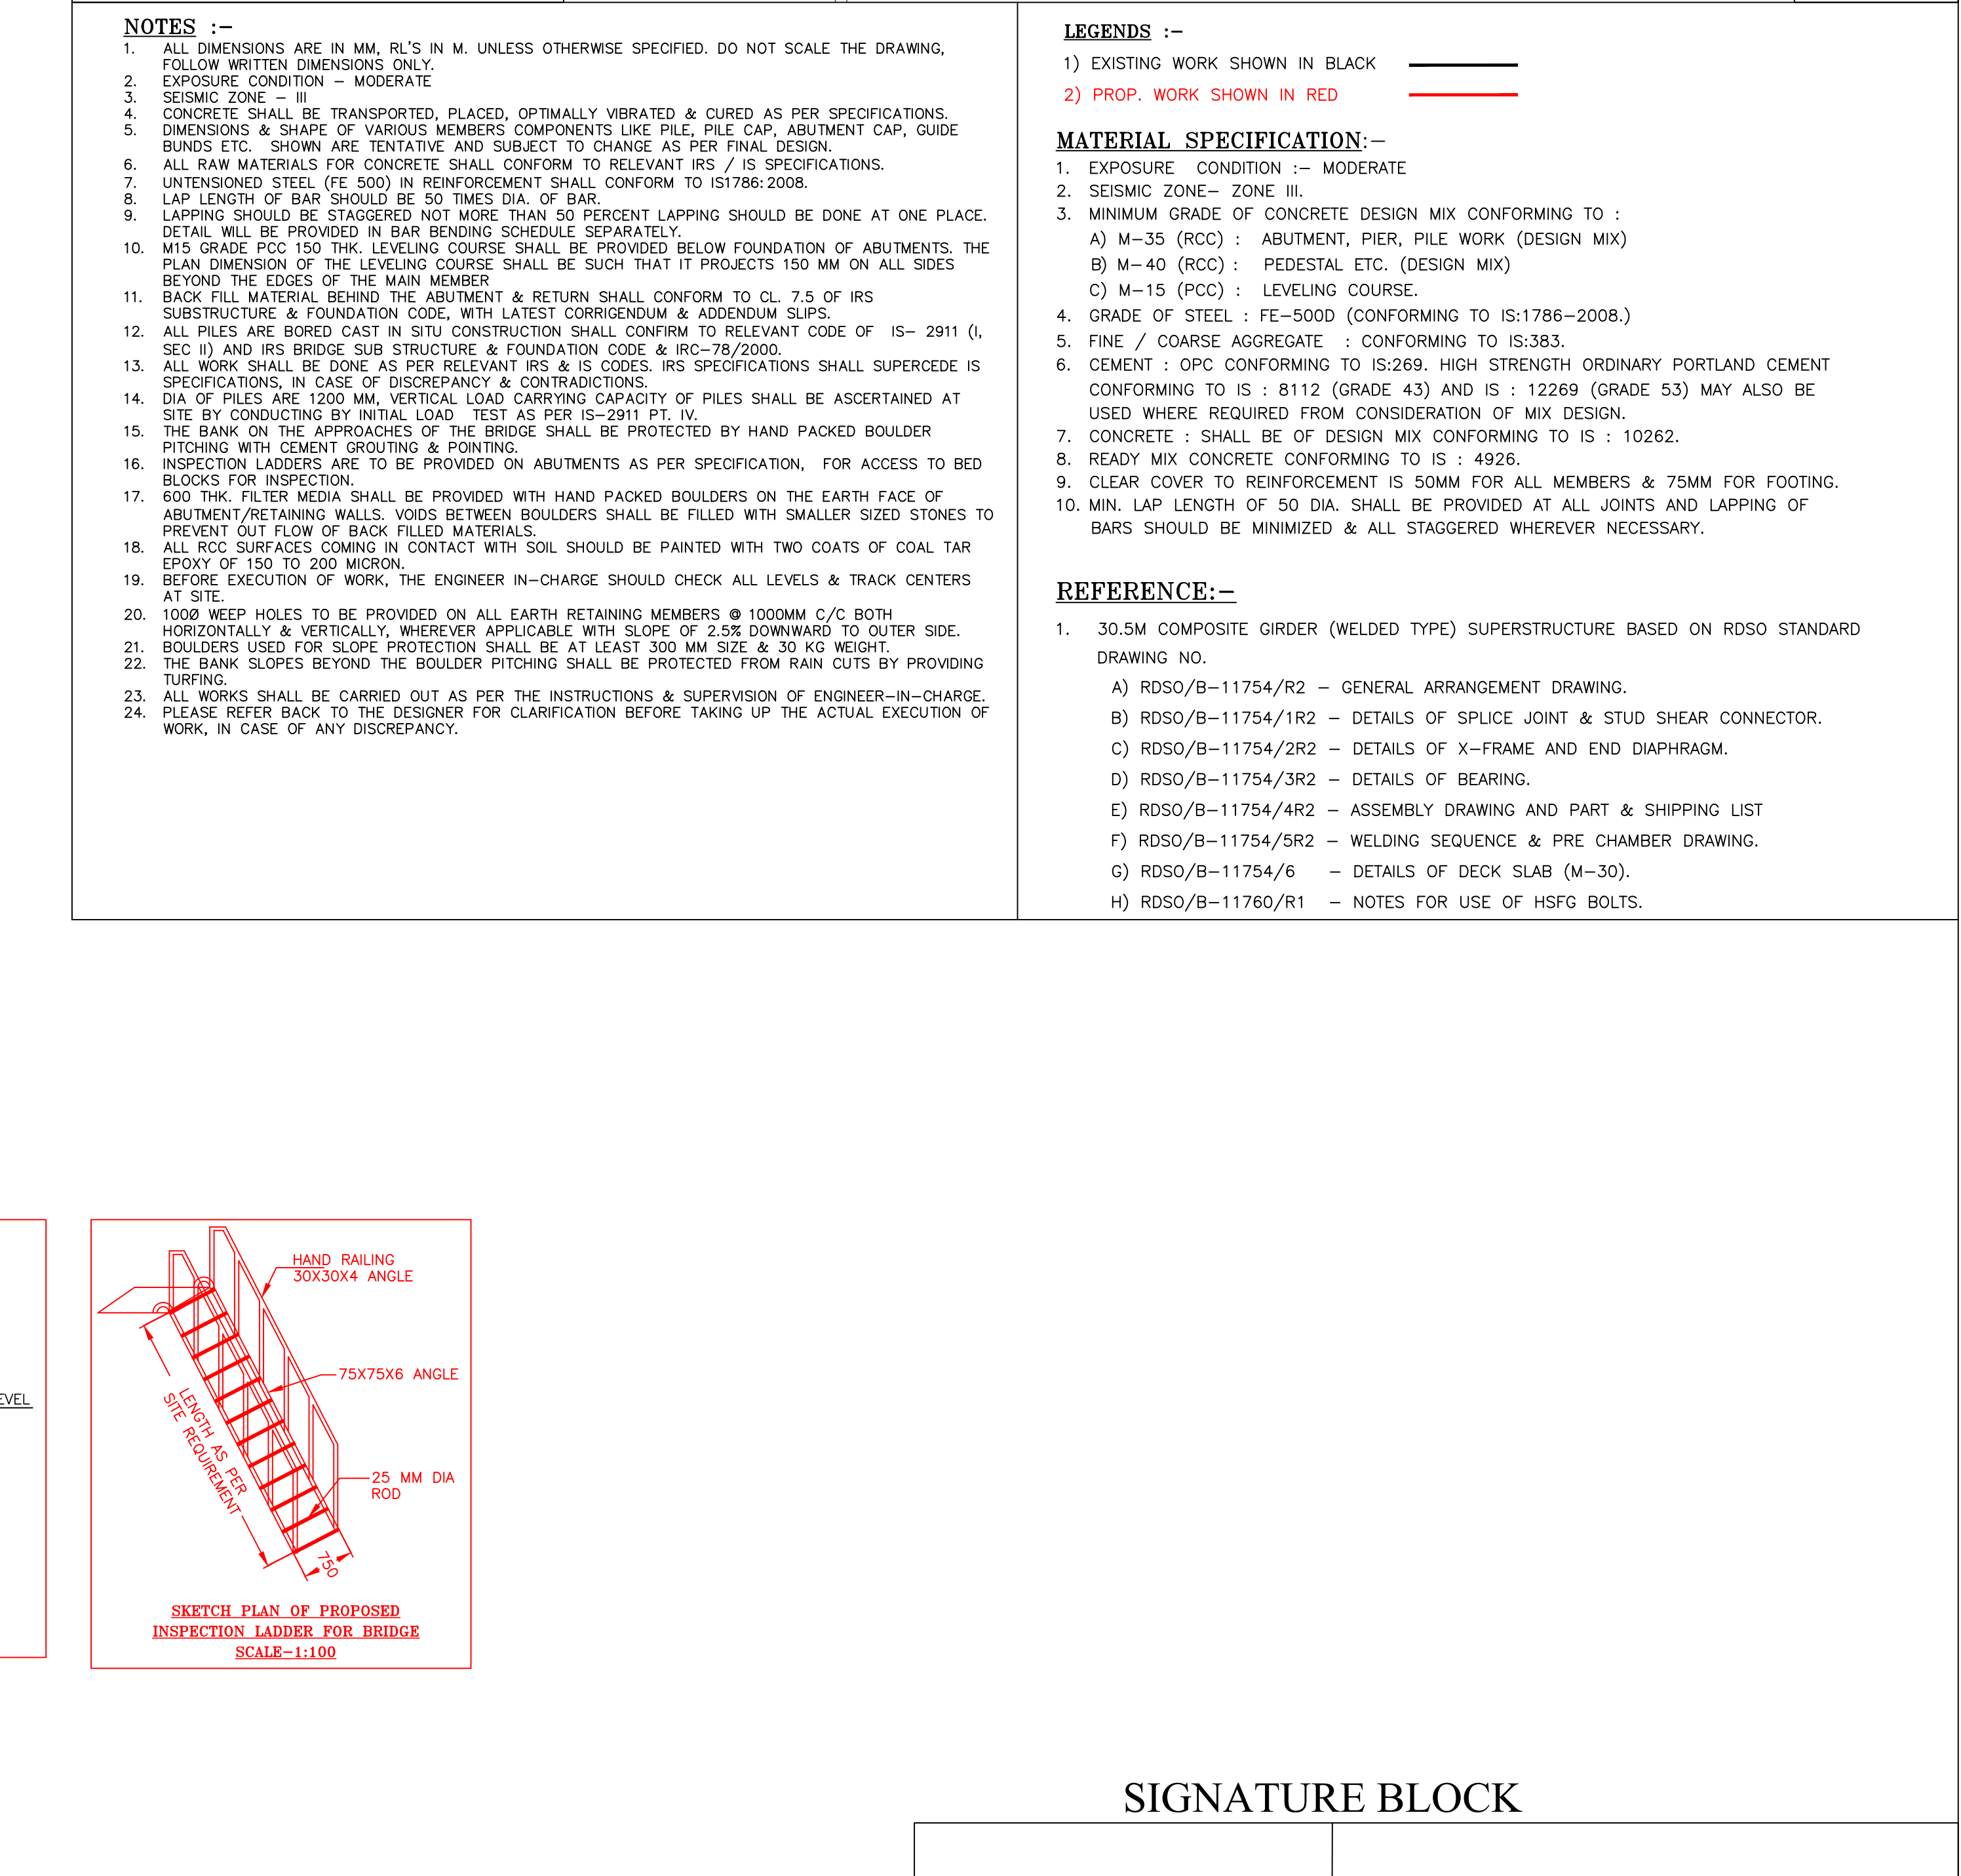 NOTES :-
1. ALL DIMENSIONS ARE IN MM, RL'S IN M. UNLESS OTHERWISE SPECIFIED. DO NOT SCALE THE DRAWING,
FOLLOW WRITTEN DIMENSIONS ONLY.
2. EXPOSURE CONDITION – MODERATE
3. SEISMIC ZONE – III
4. CONCRETE SHALL BE TRANSPORTED, PLACED, OPTIMALLY VIBRATED & CURED AS PER SPECIFICATIONS.
5. DIMENSIONS & SHAPE OF VARIOUS MEMBERS COMPONENTS LIKE PILE, PILE CAP, ABUTMENT CAP, GUIDE
BUNDS ETC. SHOWN ARE TENTATIVE AND SUBJECT TO CHANGE AS PER FINAL DESIGN.
6. ALL RAW MATERIALS FOR CONCRETE SHALL CONFORM TO RELEVANT IRS / IS SPECIFICATIONS.
7. UNTENSIONED STEEL (FE 500) IN REINFORCEMENT SHALL CONFORM TO IS1786:2008.
8. LAP LENGTH OF BAR SHOULD BE 50 TIMES DIA. OF BAR.
9. LAPPING SHOULD BE STAGGERED NOT MORE THAN 50 PERCENT LAPPING SHOULD BE DONE AT ONE PLACE.
DETAIL WILL BE PROVIDED IN BAR BENDING SCHEDULE SEPARATELY.
10. M15 GRADE PCC 150 THK. LEVELING COURSE SHALL BE PROVIDED BELOW FOUNDATION OF ABUTMENTS. THE
PLAN DIMENSION OF THE LEVELING COURSE SHALL BE SUCH THAT IT PROJECTS 150 MM ON ALL SIDES
BEYOND THE EDGES OF THE MAIN MEMBER
11. BACK FILL MATERIAL BEHIND THE ABUTMENT & RETURN SHALL CONFORM TO CL. 7.5 OF IRS
SUBSTRUCTURE & FOUNDATION CODE, WITH LATEST CORRIGENDUM & ADDENDUM SLIPS.
12. ALL PILES ARE BORED CAST IN SITU CONSTRUCTION SHALL CONFIRM TO RELEVANT CODE OF IS– 2911 (I,
SEC II) AND IRS BRIDGE SUB STRUCTURE & FOUNDATION CODE & IRC–78/2000.
13. ALL WORK SHALL BE DONE AS PER RELEVANT IRS & IS CODES. IRS SPECIFICATIONS SHALL SUPERCEDE IS
SPECIFICATIONS, IN CASE OF DISCREPANCY & CONTRADICTIONS.
14. DIA OF PILES ARE 1200 MM, VERTICAL LOAD CARRYING CAPACITY OF PILES SHALL BE ASCERTAINED AT
SITE BY CONDUCTING BY INITIAL LOAD TEST AS PER IS–2911 PT. IV.
15. THE BANK ON THE APPROACHES OF THE BRIDGE SHALL BE PROTECTED BY HAND PACKED BOULDER
PITCHING WITH CEMENT GROUTING & POINTING.
16. INSPECTION LADDERS ARE TO BE PROVIDED ON ABUTMENTS AS PER SPECIFICATION, FOR ACCESS TO BED
BLOCKS FOR INSPECTION.
17. 600 THK. FILTER MEDIA SHALL BE PROVIDED WITH HAND PACKED BOULDERS ON THE EARTH FACE OF
ABUTMENT/RETAINING WALLS. VOIDS BETWEEN BOULDERS SHALL BE FILLED WITH SMALLER SIZED STONES TO
PREVENT OUT FLOW OF BACK FILLED MATERIALS.
18. ALL RCC SURFACES COMING IN CONTACT WITH SOIL SHOULD BE PAINTED WITH TWO COATS OF COAL TAR
EPOXY OF 150 TO 200 MICRON.
19. BEFORE EXECUTION OF WORK, THE ENGINEER IN–CHARGE SHOULD CHECK ALL LEVELS & TRACK CENTERS
AT SITE.
20. 100Ø WEEP HOLES TO BE PROVIDED ON ALL EARTH RETAINING MEMBERS @ 1000MM C/C BOTH
HORIZONTALLY & VERTICALLY, WHEREVER APPLICABLE WITH SLOPE OF 2.5% DOWNWARD TO OUTER SIDE.
21. BOULDERS USED FOR SLOPE PROTECTION SHALL BE AT LEAST 300 MM SIZE & 30 KG WEIGHT.
22. THE BANK SLOPES BEYOND THE BOULDER PITCHING SHALL BE PROTECTED FROM RAIN CUTS BY PROVIDING
TURFING.
23. ALL WORKS SHALL BE CARRIED OUT AS PER THE INSTRUCTIONS & SUPERVISION OF ENGINEER–IN–CHARGE.
24. PLEASE REFER BACK TO THE DESIGNER FOR CLARIFICATION BEFORE TAKING UP THE ACTUAL EXECUTION OF
WORK, IN CASE OF ANY DISCREPANCY.
LEGENDS :-
1) EXISTING WORK SHOWN IN BLACK
2) PROP. WORK SHOWN IN RED
MATERIAL SPECIFICATION:–
1. EXPOSURE CONDITION :– MODERATE
2. SEISMIC ZONE– ZONE III.
3. MINIMUM GRADE OF CONCRETE DESIGN MIX CONFORMING TO :
A) M–35 (RCC) : ABUTMENT, PIER, PILE WORK (DESIGN MIX)
B) M–40 (RCC) : PEDESTAL ETC. (DESIGN MIX)
C) M–15 (PCC) : LEVELING COURSE.
4. GRADE OF STEEL : FE–500D (CONFORMING TO IS:1786–2008.)
5. FINE / COARSE AGGREGATE : CONFORMING TO IS:383.
6. CEMENT : OPC CONFORMING TO IS:269. HIGH STRENGTH ORDINARY PORTLAND CEMENT
CONFORMING TO IS : 8112 (GRADE 43) AND IS : 12269 (GRADE 53) MAY ALSO BE
USED WHERE REQUIRED FROM CONSIDERATION OF MIX DESIGN.
7. CONCRETE : SHALL BE OF DESIGN MIX CONFORMING TO IS : 10262.
8. READY MIX CONCRETE CONFORMING TO IS : 4926.
9. CLEAR COVER TO REINFORCEMENT IS 50MM FOR ALL MEMBERS & 75MM FOR FOOTING.
10. MIN. LAP LENGTH OF 50 DIA. SHALL BE PROVIDED AT ALL JOINTS AND LAPPING OF
BARS SHOULD BE MINIMIZED & ALL STAGGERED WHEREVER NECESSARY.
REFERENCE:–
1. 30.5M COMPOSITE GIRDER (WELDED TYPE) SUPERSTRUCTURE BASED ON RDSO STANDARD
DRAWING NO.
A) RDSO/B–11754/R2 – GENERAL ARRANGEMENT DRAWING.
B) RDSO/B–11754/1R2 – DETAILS OF SPLICE JOINT & STUD SHEAR CONNECTOR.
C) RDSO/B–11754/2R2 – DETAILS OF X–FRAME AND END DIAPHRAGM.
D) RDSO/B–11754/3R2 – DETAILS OF BEARING.
E) RDSO/B–11754/4R2 – ASSEMBLY DRAWING AND PART & SHIPPING LIST
F) RDSO/B–11754/5R2 – WELDING SEQUENCE & PRE CHAMBER DRAWING.
G) RDSO/B–11754/6 – DETAILS OF DECK SLAB (M–30).
H) RDSO/B–11760/R1 – NOTES FOR USE OF HSFG BOLTS.
HAND RAILING
30X30X4 ANGLE
75X75X6 ANGLE
EVEL
LENGTH AS PER
SITE REQUIREMENT
25 MM DIA
ROD
750
SKETCH PLAN OF PROPOSED
INSPECTION LADDER FOR BRIDGE
SCALE–1:100
SIGNATURE BLOCK